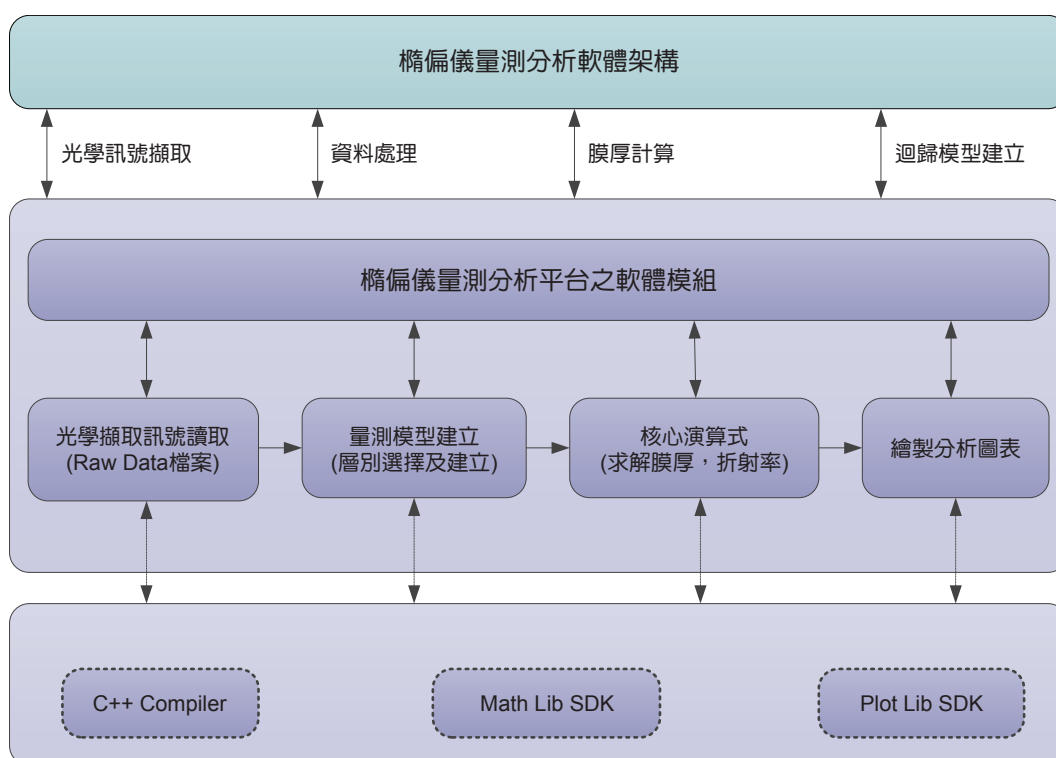 橢偏儀量測分析軟體架構
光學訊號擷取
資料處理
膜厚計算
迴歸模型建立
橢偏儀量測分析平台之軟體模組
光學擷取訊號讀取
(Raw Data檔案)
量測模型建立
(層別選擇及建立)
核心演算式
(求解膜厚，折射率)
繪製分析圖表
C++ Compiler
Math Lib SDK
Plot Lib SDK